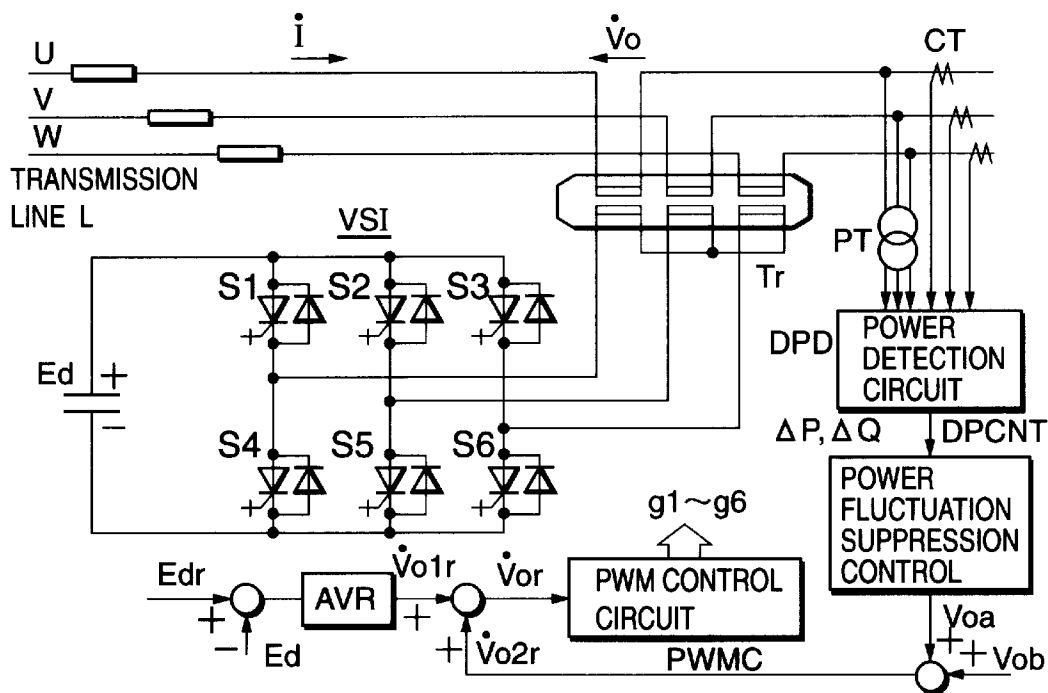 İ
V̇o
CT
U
V
W
TRANSMISSION
LINE L
VSI
PT
Tr
S1
S2
S3
DPD
POWER
DETECTION
CIRCUIT
Ed
+
−
ΔP, ΔQ
DPCNT
S4
S5
S6
POWER
FLUCTUATION
SUPPRESSION
CONTROL
g1~g6
Edr
+
−
Ed
AVR
V̇o1r
+
V̇or
+
V̇o2r
PWM CONTROL
CIRCUIT
PWMC
Voa
+
+
Vob